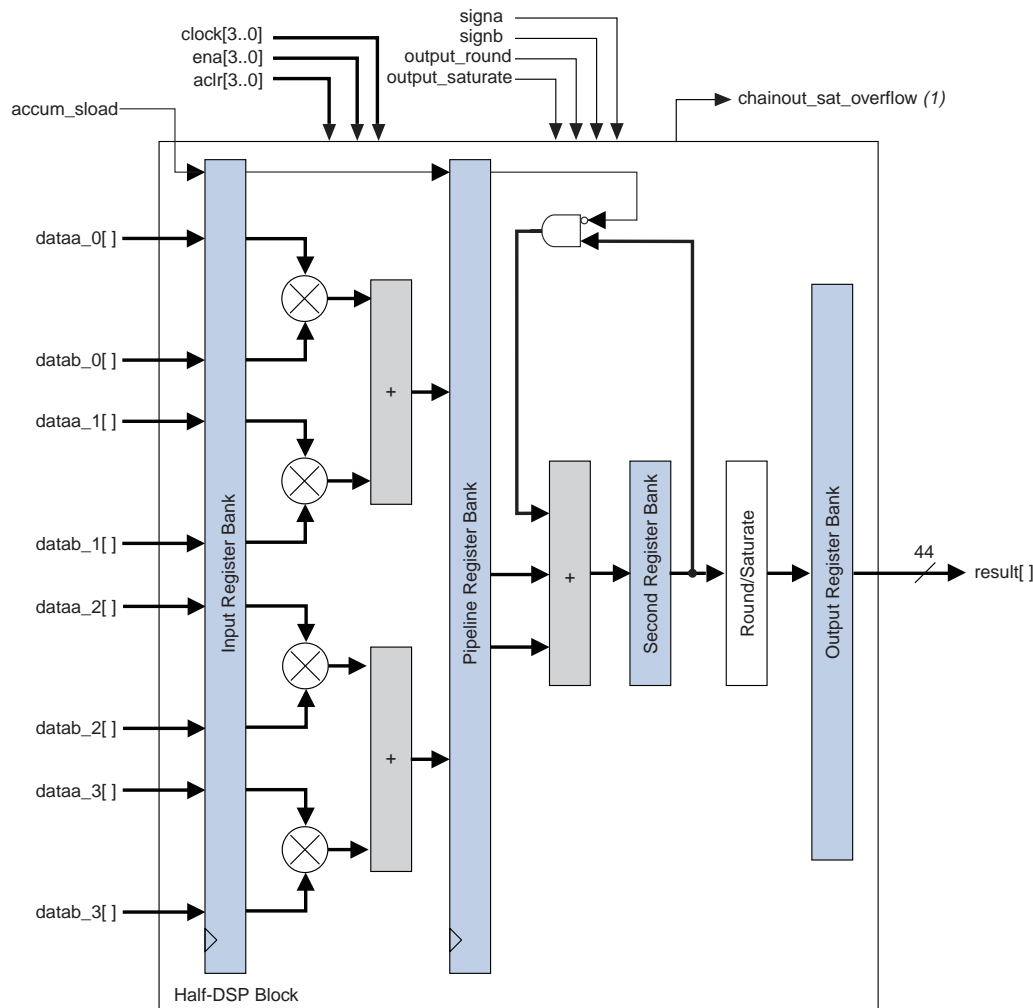 signa
clock[3..0]
signb
ena[3..0]
output_round
aclr[3..0]
output_saturate
chainout_sat_overflow (1)
accum_sload
dataa_0[ ]
datab_0[ ]
dataa_1[ ]
datab_1[ ]
dataa_2[ ]
datab_2[ ]
dataa_3[ ]
datab_3[ ]
Input Register Bank
+
+
Pipeline Register Bank
+
Second Register Bank
Round/Saturate
Output Register Bank
44
result[ ]
Half-DSP Block